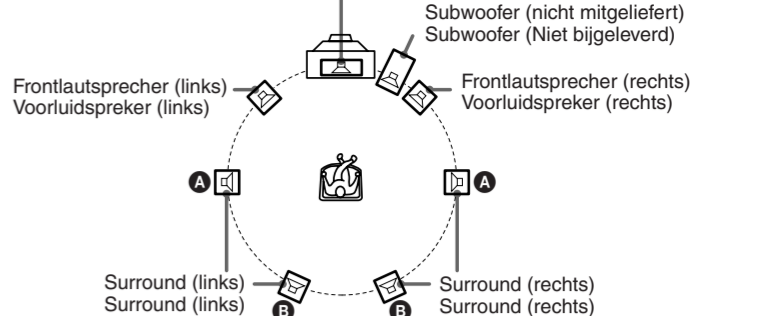 Subwoofer (nicht mitgeliefert)
Subwoofer (Niet bijgeleverd)
Frontlautsprecher (links)
Voorluidspreker (links)
Frontlautsprecher (rechts)
Voorluidspreker (rechts)
A
A
Surround (links)
Surround (links)
Surround (rechts)
Surround (rechts)
B
B